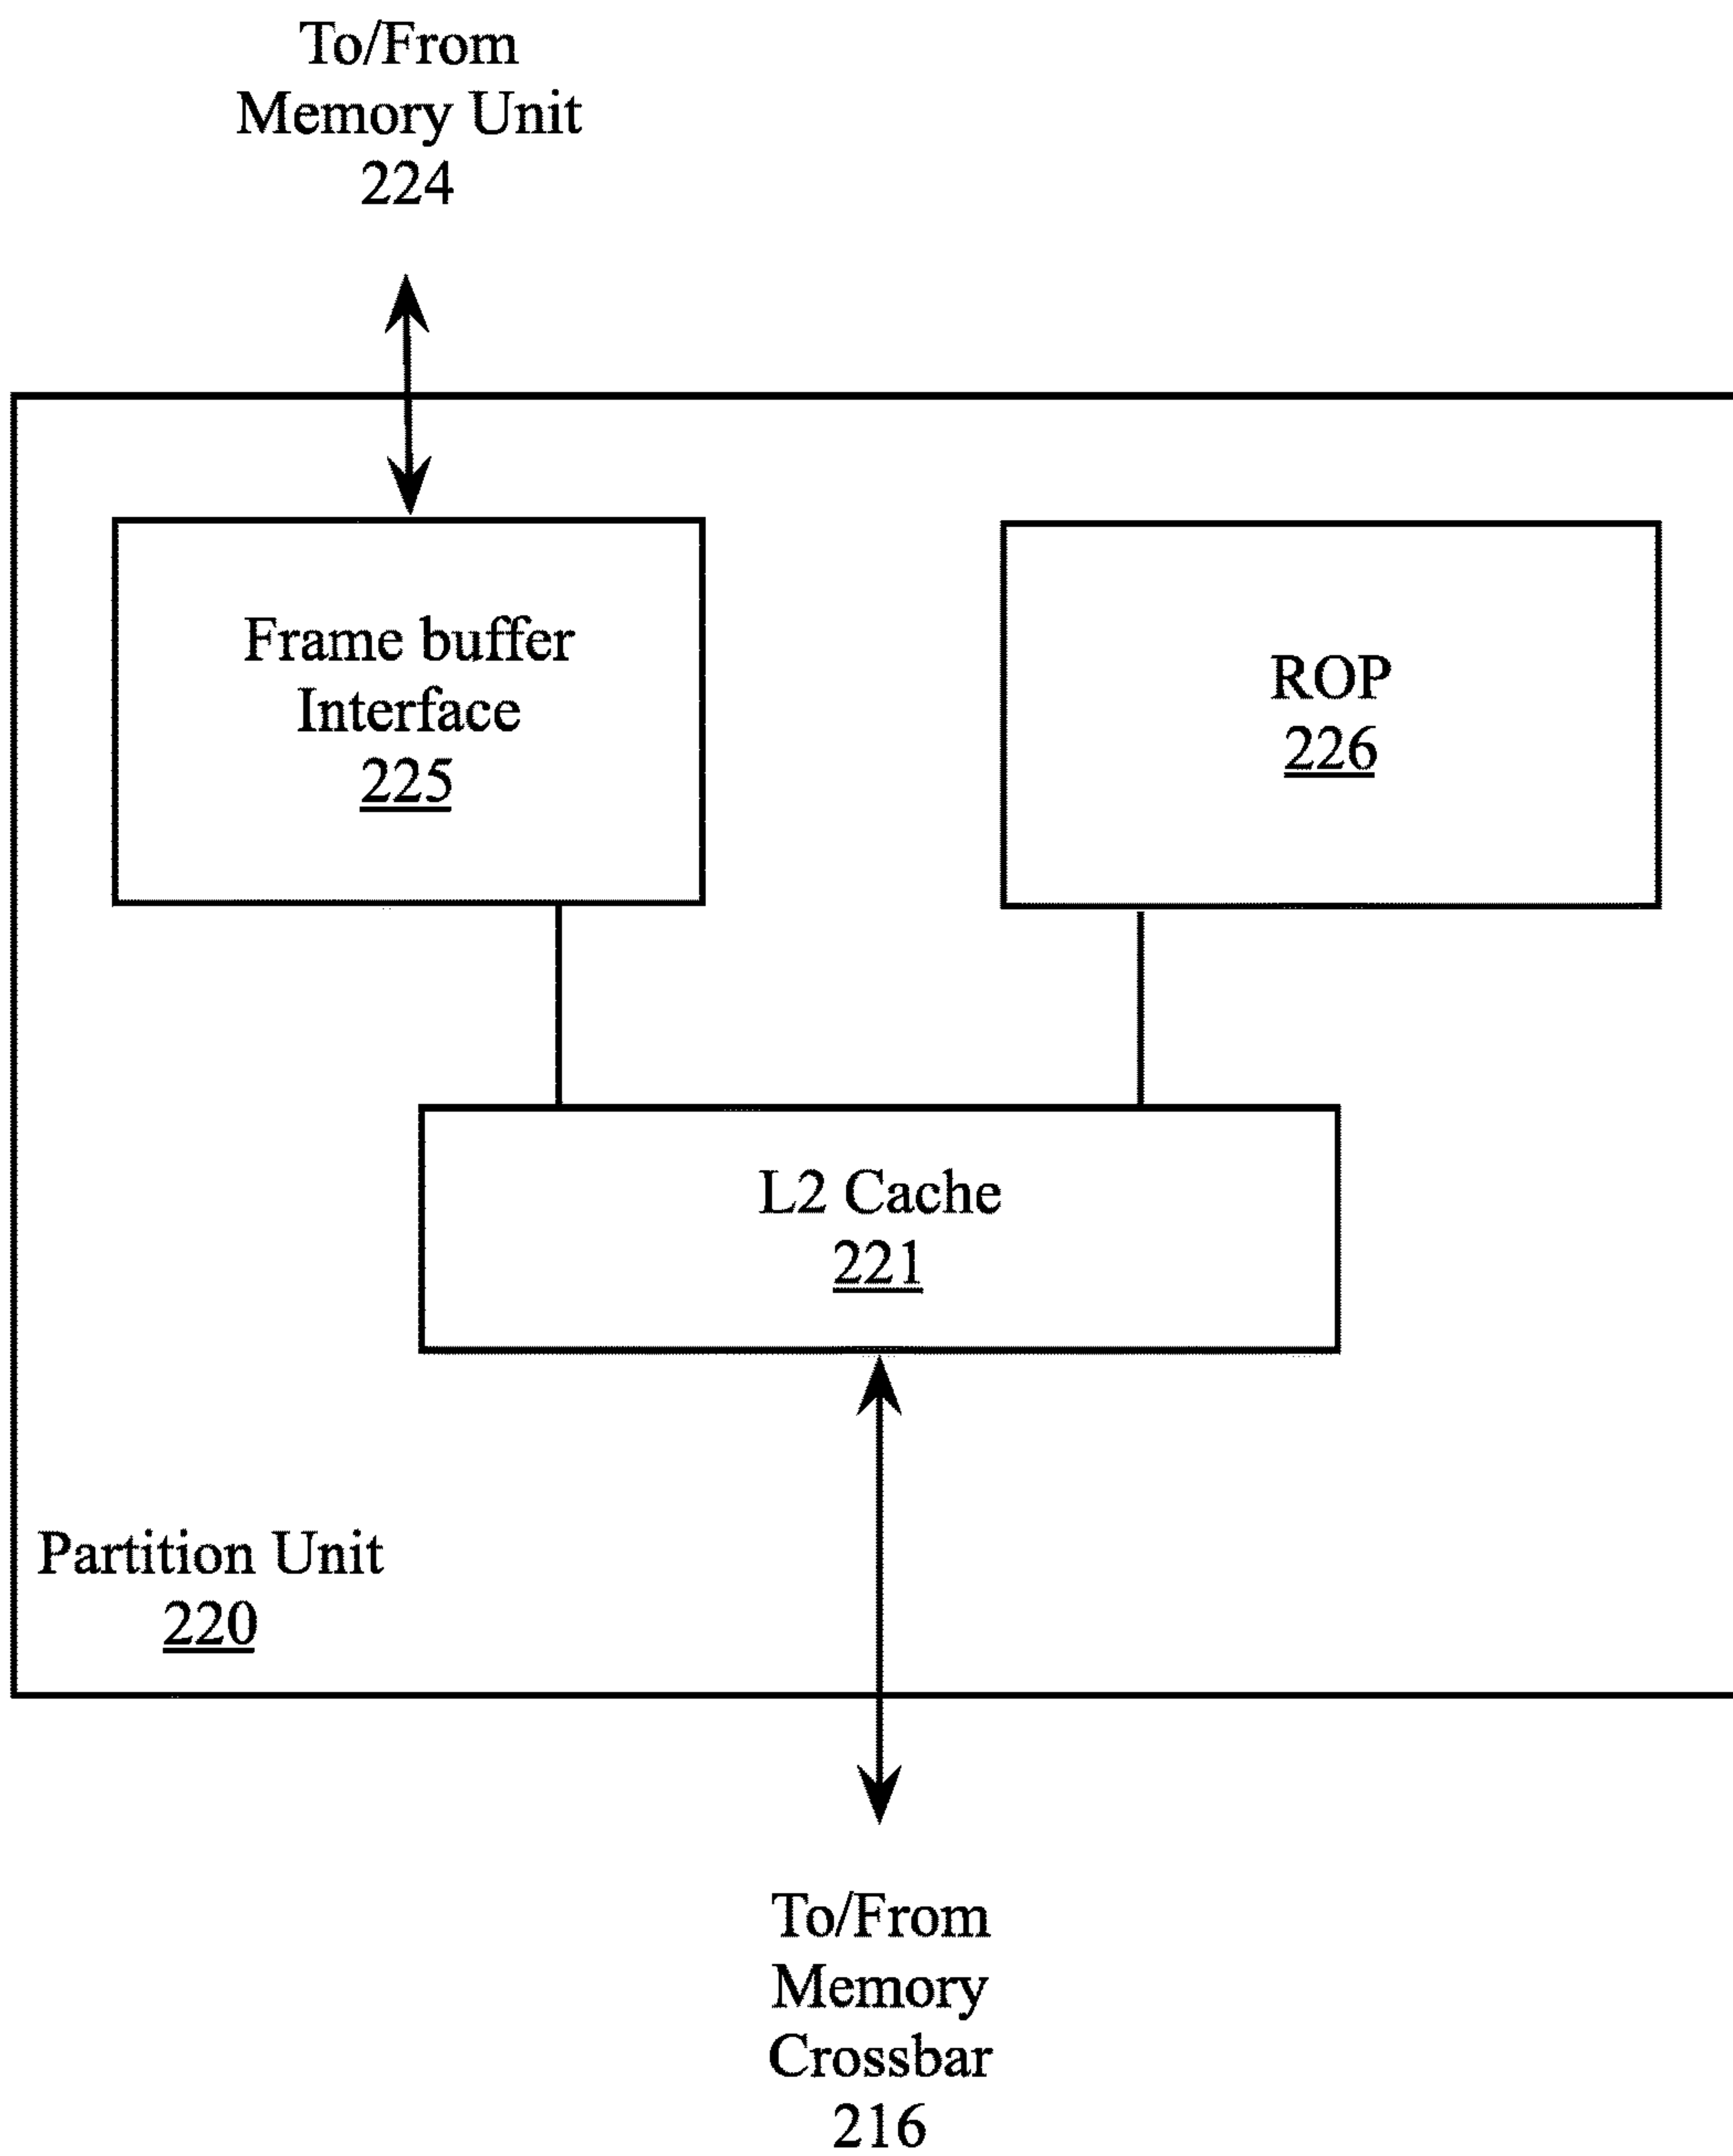 To/From
Memory Unit
224
Frame buffer
Interface
225
ROP
226
L2 Cache
221
Partition Unit
220
To/From
Memory
Crossbar
216